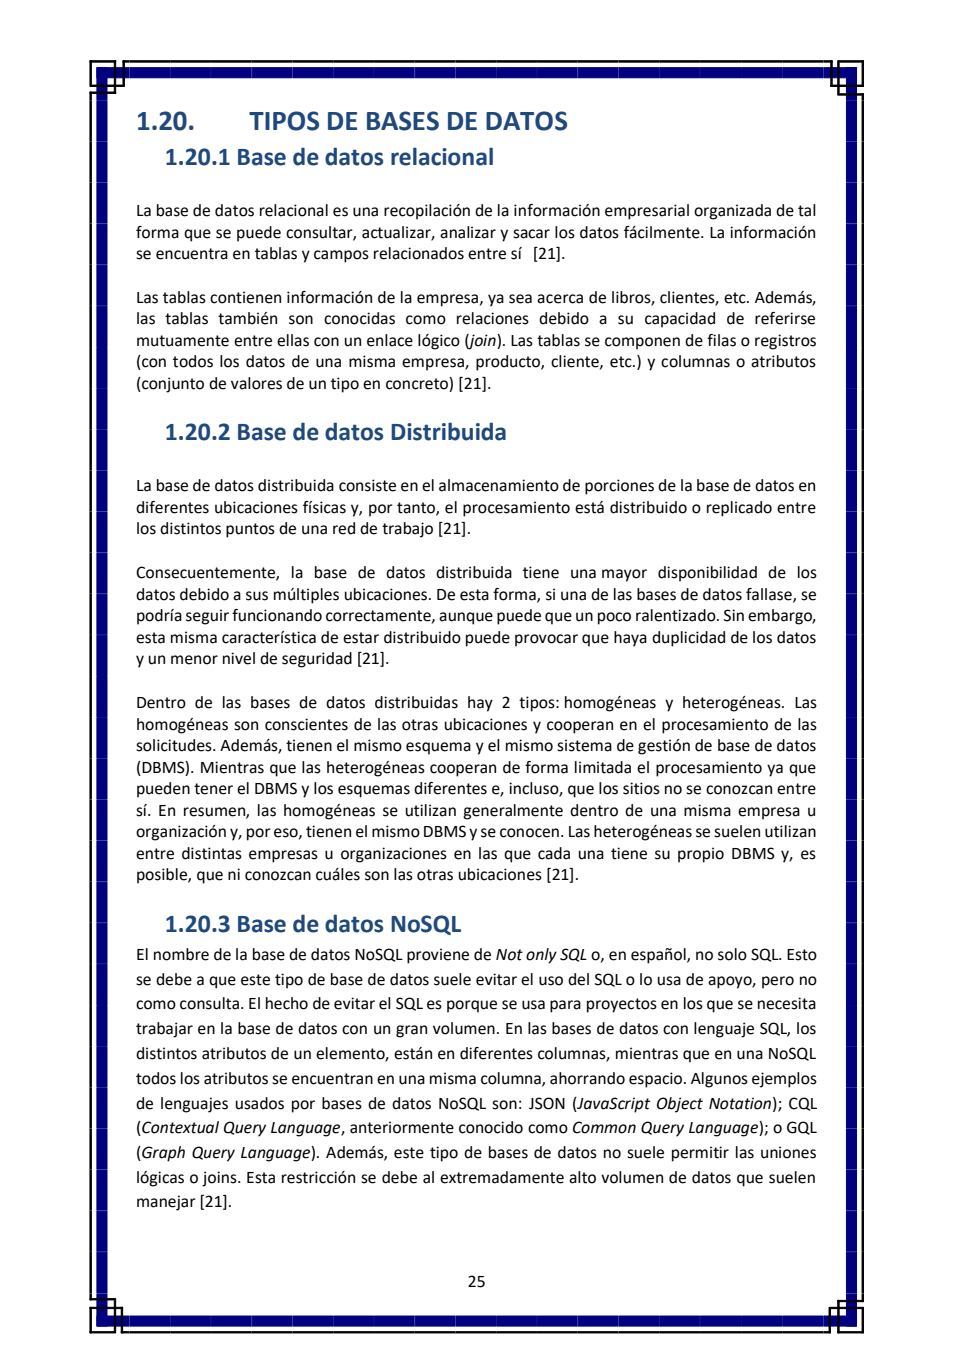 1.20. TIPOS DE BASES DE DATOS
1.20.1 Base de datos relacional
La base de datos relacional es una recopilación de la información empresarial organizada de tal
forma que se puede consultar, actualizar, analizar y sacar los datos fácilmente. La información
se encuentra en tablas y campos relacionados entre sí [21].
Las tablas contienen información de la empresa, ya sea acerca de libros, clientes, etc. Además,
las tablas también son conocidas como relaciones debido a su capacidad de referirse
mutuamente entre ellas con un enlace lógico (join). Las tablas se componen de filas o registros
(con todos los datos de una misma empresa, producto, cliente, etc.) y columnas o atributos
(conjunto de valores de un tipo en concreto) [21].
1.20.2 Base de datos Distribuida
La base de datos distribuida consiste en el almacenamiento de porciones de la base de datos en
diferentes ubicaciones físicas y, por tanto, el procesamiento está distribuido o replicado entre
los distintos puntos de una red de trabajo [21].
Consecuentemente, la base de datos distribuida tiene una mayor disponibilidad de los
datos debido a sus múltiples ubicaciones. De esta forma, si una de las bases de datos fallase, se
podría seguir funcionando correctamente, aunque puede que un poco ralentizado. Sin embargo,
esta misma característica de estar distribuido puede provocar que haya duplicidad de los datos
y un menor nivel de seguridad [21].
Dentro de las bases de datos distribuidas hay 2 tipos: homogéneas y heterogéneas. Las
homogéneas son conscientes de las otras ubicaciones y cooperan en el procesamiento de las
solicitudes. Además, tienen el mismo esquema y el mismo sistema de gestión de base de datos
(DBMS). Mientras que las heterogéneas cooperan de forma limitada el procesamiento ya que
pueden tener el DBMS y los esquemas diferentes e, incluso, que los sitios no se conozcan entre
sí. En resumen, las homogéneas se utilizan generalmente dentro de una misma empresa u
organización y, por eso, tienen el mismo DBMS y se conocen. Las heterogéneas se suelen utilizan
entre distintas empresas u organizaciones en las que cada una tiene su propio DBMS y, es
posible, que ni conozcan cuáles son las otras ubicaciones [21].
1.20.3 Base de datos NoSQL
El nombre de la base de datos NoSQL proviene de Not only SQL o, en español, no solo SQL. Esto
se debe a que este tipo de base de datos suele evitar el uso del SQL o lo usa de apoyo, pero no
como consulta. El hecho de evitar el SQL es porque se usa para proyectos en los que se necesita
trabajar en la base de datos con un gran volumen. En las bases de datos con lenguaje SQL, los
distintos atributos de un elemento, están en diferentes columnas, mientras que en una NoSQL
todos los atributos se encuentran en una misma columna, ahorrando espacio. Algunos ejemplos
de lenguajes usados por bases de datos NoSQL son: JSON (JavaScript Object Notation); CQL
(Contextual Query Language, anteriormente conocido como Common Query Language); o GQL
(Graph Query Language). Además, este tipo de bases de datos no suele permitir las uniones
lógicas o joins. Esta restricción se debe al extremadamente alto volumen de datos que suelen
manejar [21].
25